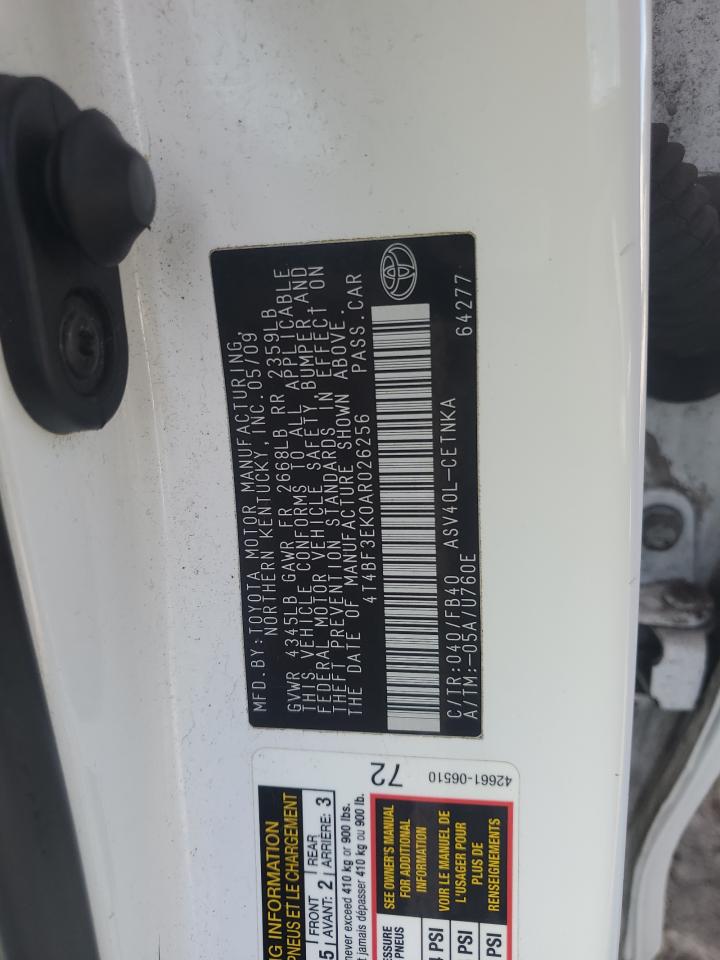 MFD.BY:TOYOTA MOTOR MANUFACTURING,
NORTHERN KENTUCKY, INC.05/09
GVWR 4345LB GAWR FR 2668LB RR 2359LB
THIS VEHICLE CONFORMS TO ALL APPLICABLE
FEDERAL MOTOR VEHICLE SAFETY, BUMPER AND
THEFT PREVENTION STANDARDS IN EFFECT ON
THE DATE OF MANUFACTURE SHOWN ABOVE.
4T4BF3EK0AR026256 PASS.CAR
C/TR:040/FB40 ASV40L-CETNKA
A/TM:-05A/U760E 64277
NG INFORMATION
PNEUS ET LE CHARGEMENT
5 FRONT 2 REAR 3
AVANT: ARRIÈRE:
never exceed 410 kg or 900 lbs.
jamais dépasser 410 kg ou 900 lb.
72
42661-06510
SEE OWNER'S MANUAL
FOR ADDITIONAL
INFORMATION
VOIR LE MANUEL DE
L'USAGER POUR
PLUS DE
RENSEIGNEMENTS
PSI
PSI
PSI